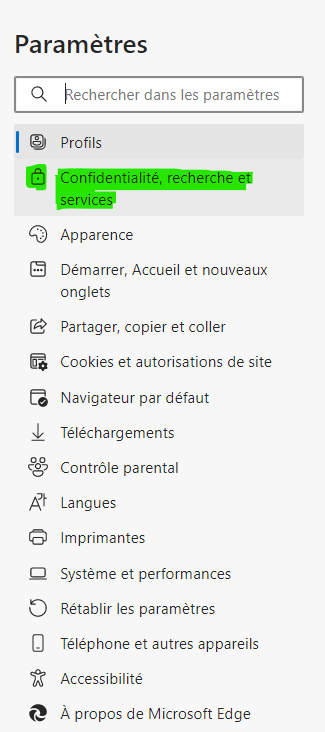 Paramètres
Rechercher dans les paramètres
Profils
Confidentialité, recherche et
services
Apparence
Démarrer, Accueil et nouveaux
onglets
Partager, copier et coller
Cookies et autorisations de site
Navigateur par défaut
Téléchargements
Contrôle parental
Langues
Imprimantes
Système et performances
Rétablir les paramètres
Téléphone et autres appareils
Accessibilité
À propos de Microsoft Edge